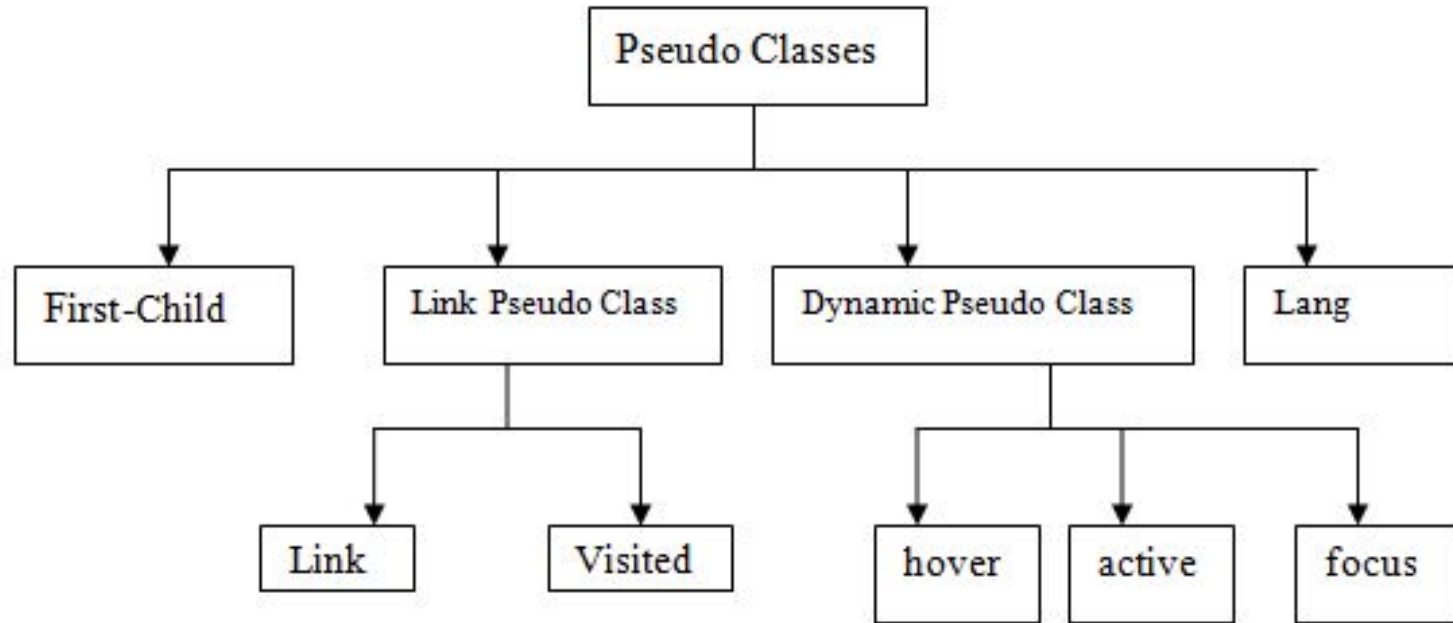 Pseudo Classes
First-Child
Link Pseudo Class
Dynamic Pseudo Class
Lang
Link
Visited
hover
active
focus